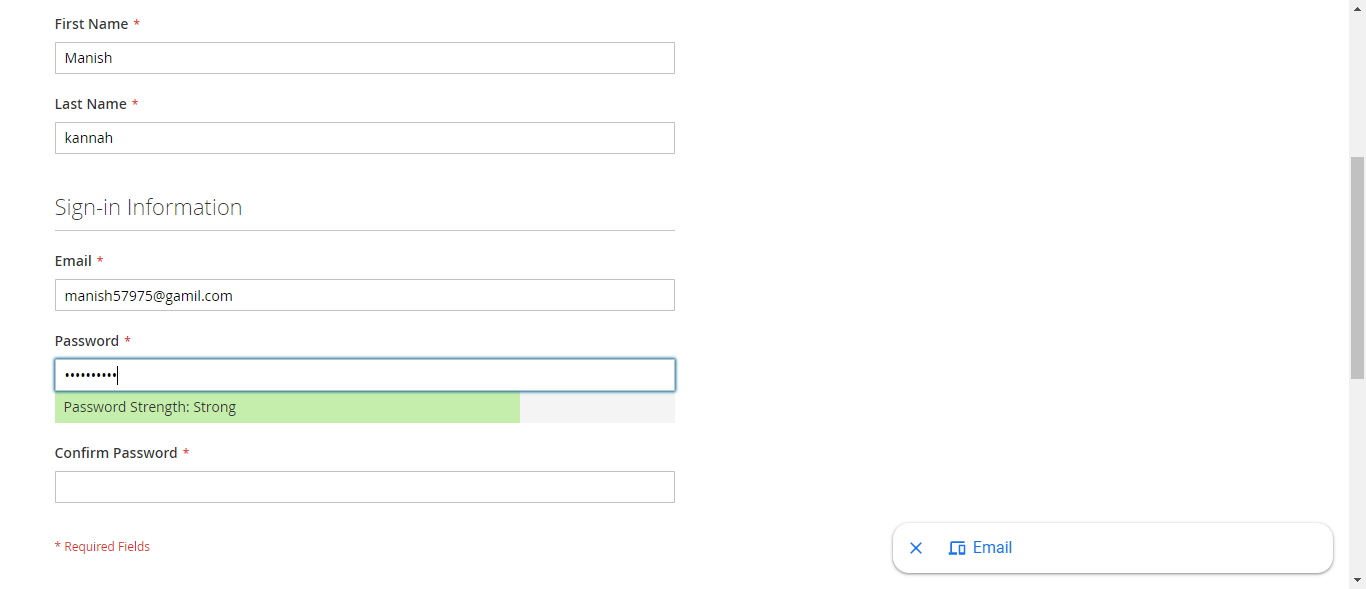 First Name *
Manish
Last Name *
kannah
Sign-in Information
Email *
manish57975@gamil.com
Password *
••••••••••
Password Strength: Strong
Confirm Password *
* Required Fields
Email